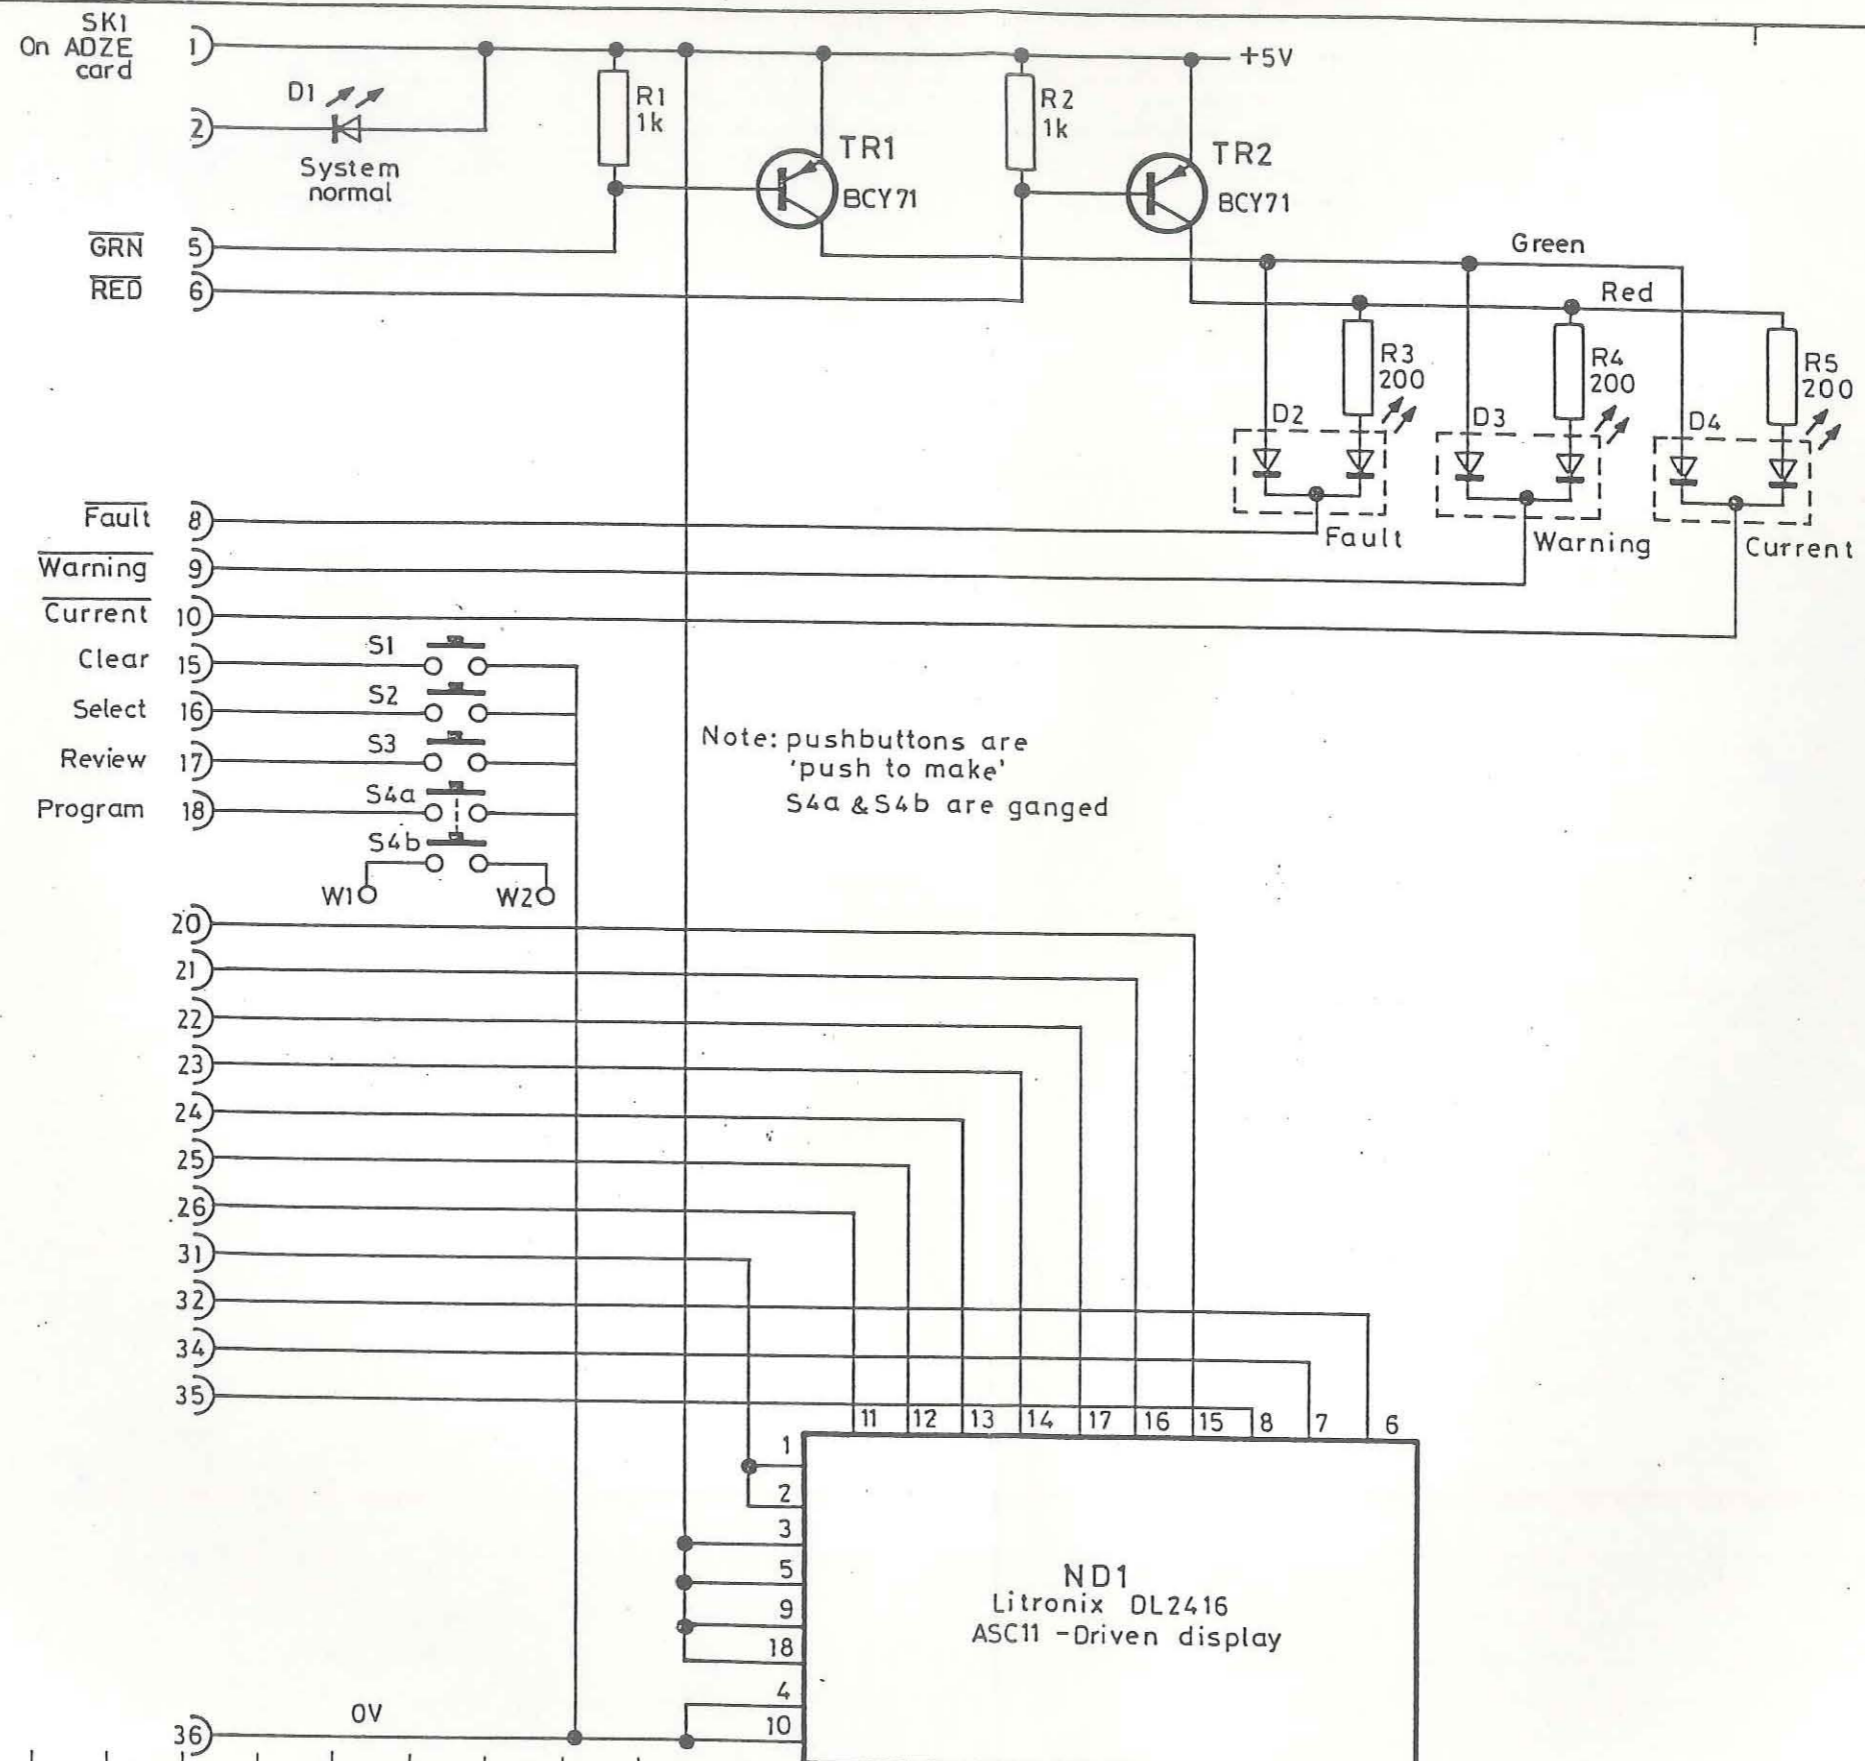 SK1
On ADZE
card
1
+5V
D1
R1
1k
R2
1k
2
TR1
BCY71
TR2
BCY71
System
normal
GRN 5
Green
RED 6
Red
R3
200
R4
200
R5
200
D2
D3
D4
Fault 8
Fault
Warning
Current
Warning 9
Current 10
Clear 15
S1
Select 16
S2
Review 17
S3
Program 18
S4a
S4b
W1
W2
Note: pushbuttons are
'push to make'
S4a & S4b are ganged
20
21
22
23
24
25
26
31
32
34
35
11 12 13 14 17 16 15 8 7 6
1
2
3
5
9
18
4
10
ND1
Litronix DL2416
ASC11 -Driven display
0V
36